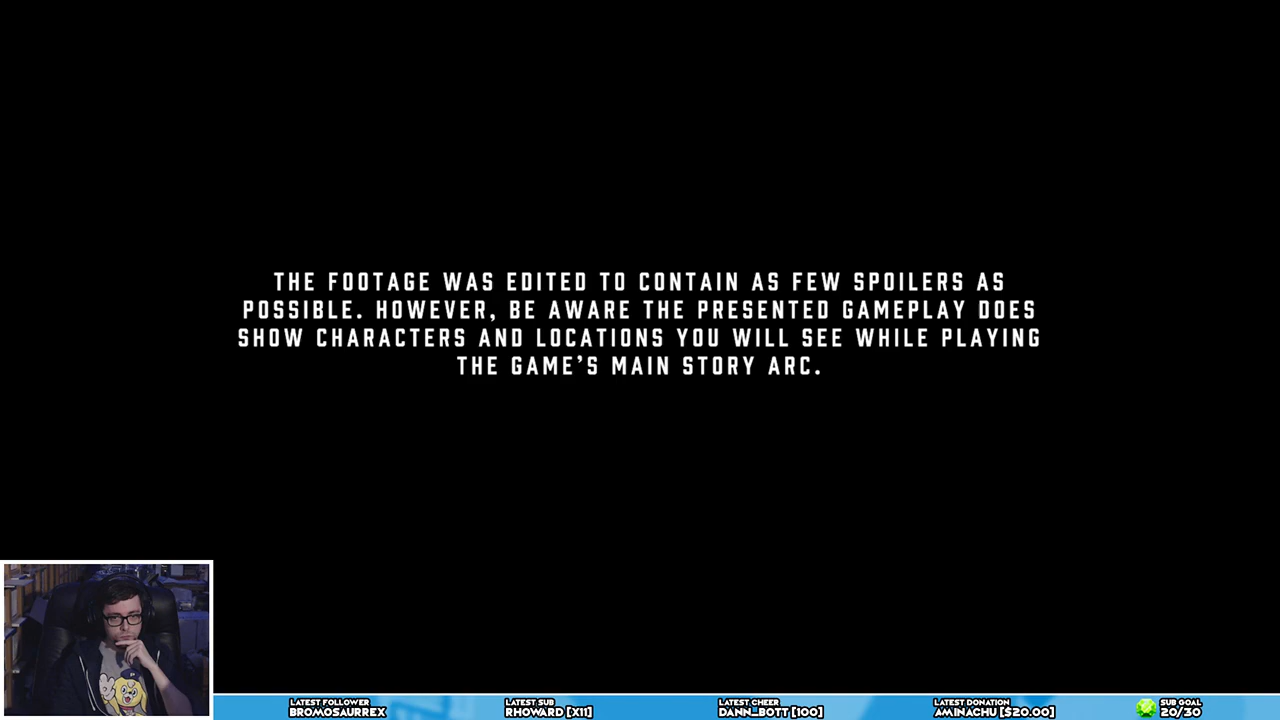 THE FOOTAGE WAS EDITED TO CONTAIN AS FEW SPOILERS AS
POSSIBLE. HOWEVER, BE AWARE THE PRESENTED GAMEPLAY DOES
SHOW CHARACTERS AND LOCATIONS YOU WILL SEE WHILE PLAYING
THE GAME'S MAIN STORY ARC.
LATEST FOLLOWER
BROMOSAURREX
LATEST SUB
RHOWARD [X11]
LATEST CHEER
DANN_BOTT [100]
LATEST DONATION
AMINACHU [$20.00]
SUB GOAL
20/30